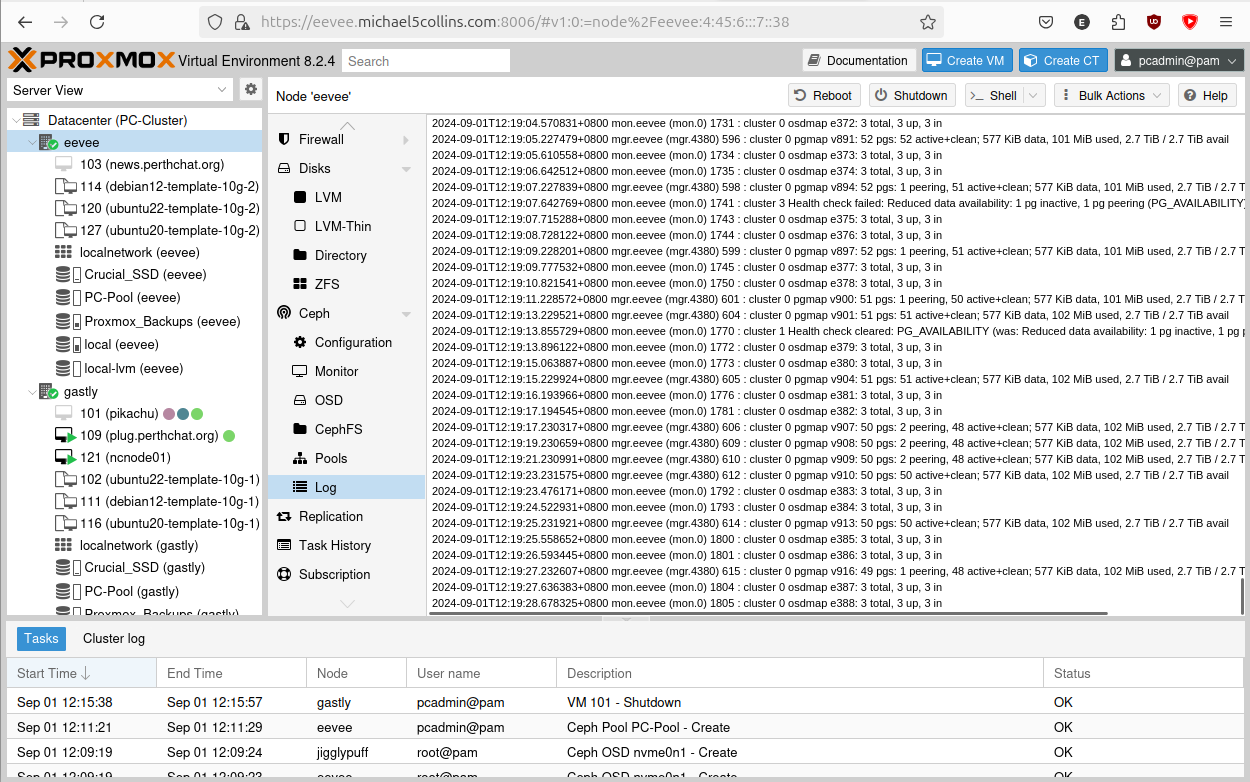 https://eevee.michael5collins.com:8006/#v1:0:=node%2Feevee:4:45:6:::7::38
PROXMOX Virtual Environment 8.2.4 Search Documentation Create VM Create CT pcadmin@pam
Server View
Node 'eevee' Reboot Shutdown Shell Bulk Actions Help
Datacenter (PC-Cluster)
eevee
103 (news.perthchat.org)
114 (debian12-template-10g-2)
120 (ubuntu22-template-10g-2)
127 (ubuntu20-template-10g-2)
localnetwork (eevee)
Crucial_SSD (eevee)
PC-Pool (eevee)
Proxmox_Backups (eevee)
local (eevee)
local-lvm (eevee)
gastly
101 (pikachu)
109 (plug.perthchat.org)
121 (ncnode01)
102 (ubuntu22-template-10g-1)
111 (debian12-template-10g-1)
116 (ubuntu20-template-10g-1)
localnetwork (gastly)
Crucial_SSD (gastly)
PC-Pool (gastly)
Proxmox_Backups (gastly)
Firewall
Disks
LVM
LVM-Thin
Directory
ZFS
Ceph
Configuration
Monitor
OSD
CephFS
Pools
Log
Replication
Task History
Subscription
2024-09-01T12:19:04.570831+0800 mon.eevee (mon.0) 1731 : cluster 0 osdmap e372: 3 total, 3 up, 3 in
2024-09-01T12:19:05.227479+0800 mgr.eevee (mgr.4380) 596 : cluster 0 pgmap v891: 52 pgs: 52 active+clean; 577 KiB data, 101 MiB used, 2.7 TiB / 2.7 TiB avail
2024-09-01T12:19:05.610558+0800 mon.eevee (mon.0) 1734 : cluster 0 osdmap e373: 3 total, 3 up, 3 in
2024-09-01T12:19:06.642512+0800 mon.eevee (mon.0) 1735 : cluster 0 osdmap e374: 3 total, 3 up, 3 in
2024-09-01T12:19:07.227839+0800 mgr.eevee (mgr.4380) 598 : cluster 0 pgmap v894: 52 pgs: 1 peering, 51 active+clean; 577 KiB data, 101 MiB used, 2.7 TiB / 2.7 Ti
2024-09-01T12:19:07.642769+0800 mon.eevee (mon.0) 1741 : cluster 3 Health check failed: Reduced data availability: 1 pg inactive, 1 pg peering (PG_AVAILABILITY)
2024-09-01T12:19:07.715288+0800 mon.eevee (mon.0) 1743 : cluster 0 osdmap e375: 3 total, 3 up, 3 in
2024-09-01T12:19:08.728122+0800 mon.eevee (mon.0) 1744 : cluster 0 osdmap e376: 3 total, 3 up, 3 in
2024-09-01T12:19:09.228201+0800 mgr.eevee (mgr.4380) 599 : cluster 0 pgmap v897: 52 pgs: 1 peering, 51 active+clean; 577 KiB data, 101 MiB used, 2.7 TiB / 2.7 T
2024-09-01T12:19:09.777532+0800 mon.eevee (mon.0) 1745 : cluster 0 osdmap e377: 3 total, 3 up, 3 in
2024-09-01T12:19:10.821541+0800 mon.eevee (mon.0) 1750 : cluster 0 osdmap e378: 3 total, 3 up, 3 in
2024-09-01T12:19:11.228572+0800 mgr.eevee (mgr.4380) 601 : cluster 0 pgmap v900: 51 pgs: 1 peering, 50 active+clean; 577 KiB data, 101 MiB used, 2.7 TiB / 2.7 T
2024-09-01T12:19:13.229521+0800 mgr.eevee (mgr.4380) 604 : cluster 0 pgmap v901: 51 pgs: 51 active+clean; 577 KiB data, 102 MiB used, 2.7 TiB / 2.7 TiB avail
2024-09-01T12:19:13.855729+0800 mon.eevee (mon.0) 1770 : cluster 1 Health check cleared: PG_AVAILABILITY (was: Reduced data availability: 1 pg inactive, 1 pg p
2024-09-01T12:19:13.896122+0800 mon.eevee (mon.0) 1772 : cluster 0 osdmap e379: 3 total, 3 up, 3 in
2024-09-01T12:19:15.063887+0800 mon.eevee (mon.0) 1773 : cluster 0 osdmap e380: 3 total, 3 up, 3 in
2024-09-01T12:19:15.229924+0800 mgr.eevee (mgr.4380) 605 : cluster 0 pgmap v904: 51 pgs: 51 active+clean; 577 KiB data, 102 MiB used, 2.7 TiB / 2.7 TiB avail
2024-09-01T12:19:16.193966+0800 mon.eevee (mon.0) 1776 : cluster 0 osdmap e381: 3 total, 3 up, 3 in
2024-09-01T12:19:17.194545+0800 mon.eevee (mon.0) 1781 : cluster 0 osdmap e382: 3 total, 3 up, 3 in
2024-09-01T12:19:17.230317+0800 mgr.eevee (mgr.4380) 606 : cluster 0 pgmap v907: 50 pgs: 2 peering, 48 active+clean; 577 KiB data, 102 MiB used, 2.7 TiB / 2.7 T
2024-09-01T12:19:19.230659+0800 mgr.eevee (mgr.4380) 609 : cluster 0 pgmap v908: 50 pgs: 2 peering, 48 active+clean; 577 KiB data, 102 MiB used, 2.7 TiB / 2.7 T
2024-09-01T12:19:21.230991+0800 mgr.eevee (mgr.4380) 610 : cluster 0 pgmap v909: 50 pgs: 2 peering, 48 active+clean; 577 KiB data, 102 MiB used, 2.7 TiB / 2.7 T
2024-09-01T12:19:23.231575+0800 mgr.eevee (mgr.4380) 612 : cluster 0 pgmap v910: 50 pgs: 50 active+clean; 577 KiB data, 102 MiB used, 2.7 TiB / 2.7 TiB avail
2024-09-01T12:19:23.476171+0800 mon.eevee (mon.0) 1792 : cluster 0 osdmap e383: 3 total, 3 up, 3 in
2024-09-01T12:19:24.522931+0800 mon.eevee (mon.0) 1793 : cluster 0 osdmap e384: 3 total, 3 up, 3 in
2024-09-01T12:19:25.231921+0800 mgr.eevee (mgr.4380) 614 : cluster 0 pgmap v913: 50 pgs: 50 active+clean; 577 KiB data, 102 MiB used, 2.7 TiB / 2.7 TiB avail
2024-09-01T12:19:25.558652+0800 mon.eevee (mon.0) 1800 : cluster 0 osdmap e385: 3 total, 3 up, 3 in
2024-09-01T12:19:26.593445+0800 mon.eevee (mon.0) 1801 : cluster 0 osdmap e386: 3 total, 3 up, 3 in
2024-09-01T12:19:27.232607+0800 mgr.eevee (mgr.4380) 615 : cluster 0 pgmap v916: 49 pgs: 1 peering, 48 active+clean; 577 KiB data, 102 MiB used, 2.7 TiB / 2.7 T
2024-09-01T12:19:27.636383+0800 mon.eevee (mon.0) 1804 : cluster 0 osdmap e387: 3 total, 3 up, 3 in
2024-09-01T12:19:28.678325+0800 mon.eevee (mon.0) 1805 : cluster 0 osdmap e388: 3 total, 3 up, 3 in
Tasks Cluster log
Start Time End Time Node User name Description Status
Sep 01 12:15:38 Sep 01 12:15:57 gastly pcadmin@pam VM 101 - Shutdown OK
Sep 01 12:11:21 Sep 01 12:11:29 eevee pcadmin@pam Ceph Pool PC-Pool - Create OK
Sep 01 12:09:19 Sep 01 12:09:24 jigglypuff root@pam Ceph OSD nvme0n1 - Create OK
Sep 01 12:09:19 Sep 01 12:09:23 eevee root@pam Ceph OSD nvme0n1 - Create OK